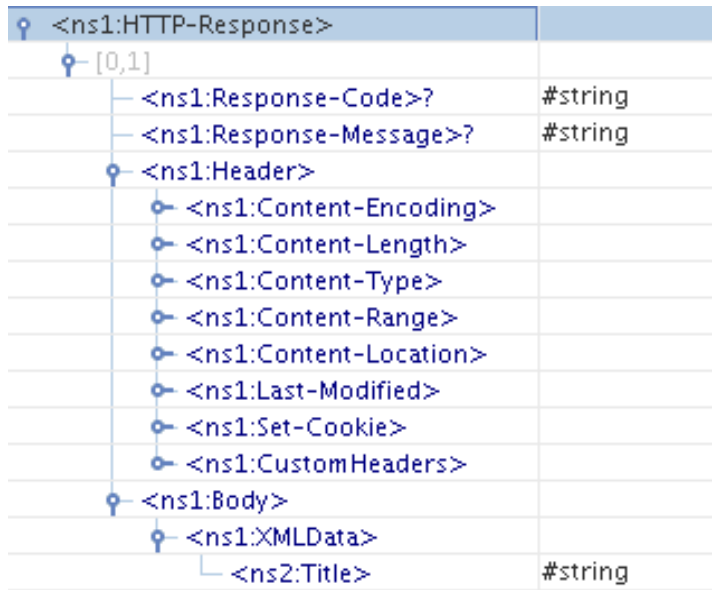 <ns1:HTTP-Response>
[0,1]
<ns1:Response-Code>? #string
<ns1:Response-Message>? #string
<ns1:Header>
<ns1:Content-Encoding>
<ns1:Content-Length>
<ns1:Content-Type>
<ns1:Content-Range>
<ns1:Content-Location>
<ns1:Last-Modified>
<ns1:Set-Cookie>
<ns1:CustomHeaders>
<ns1:Body>
<ns1:XMLData>
<ns2:Title> #string